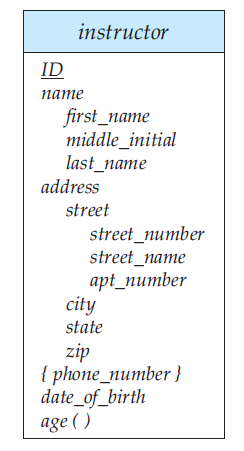 instructor
ID
name
first_name
middle_initial
last_name
address
street
street_number
street_name
apt_number
city
state
zip
{ phone_number }
date_of_birth
age ( )